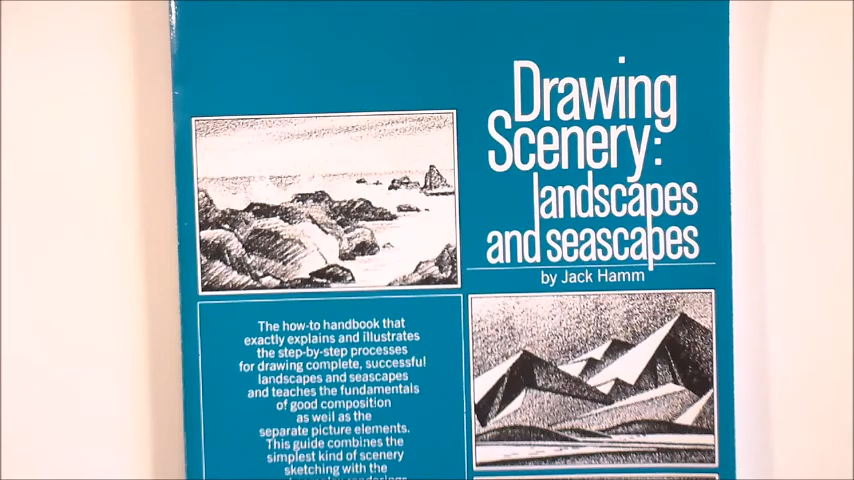 Drawing
Scenery:
landscapes
and seascapes
by Jack Hamm
The how-to handbook that
exactly explains and illustrates
the step-by-step processes
for drawing complete, successful
landscapes and seascapes
and teaches the fundamentals
of good composition
as well as the
separate picture elements.
This guide combines the
simplest kind of scenery
sketching with the